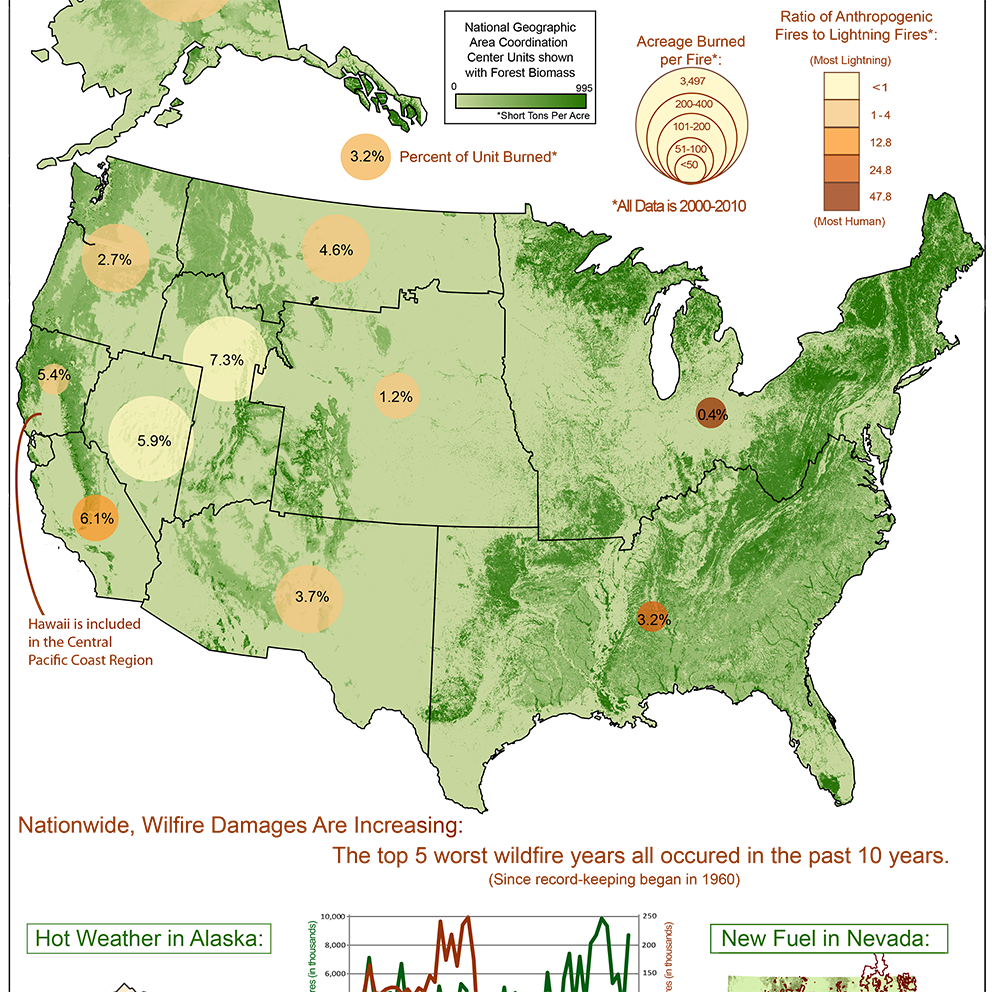 National Geographic
Area Coordination
Center Units shown
with Forest Biomass
0
995
*Short Tons Per Acre
Acreage Burned
per Fire*:
3,497
200-400
101-200
51-100
<50
*All Data is 2000-2010
Ratio of Anthropogenic
Fires to Lightning Fires*:
(Most Lightning)
<1
1-4
12.8
24.8
47.8
(Most Human)
3.2%
Percent of Unit Burned*
2.7%
4.6%
7.3%
5.4%
1.2%
0.4%
5.9%
6.1%
3.7%
3.2%
Hawaii is included
in the Central
Pacific Coast Region
Nationwide, Wilfire Damages Are Increasing:
The top 5 worst wildfire years all occured in the past 10 years.
(Since record-keeping began in 1960)
Hot Weather in Alaska:
10,000
8,000
6,000
(in thousands)
250
200
150
(in thousands)
New Fuel in Nevada: